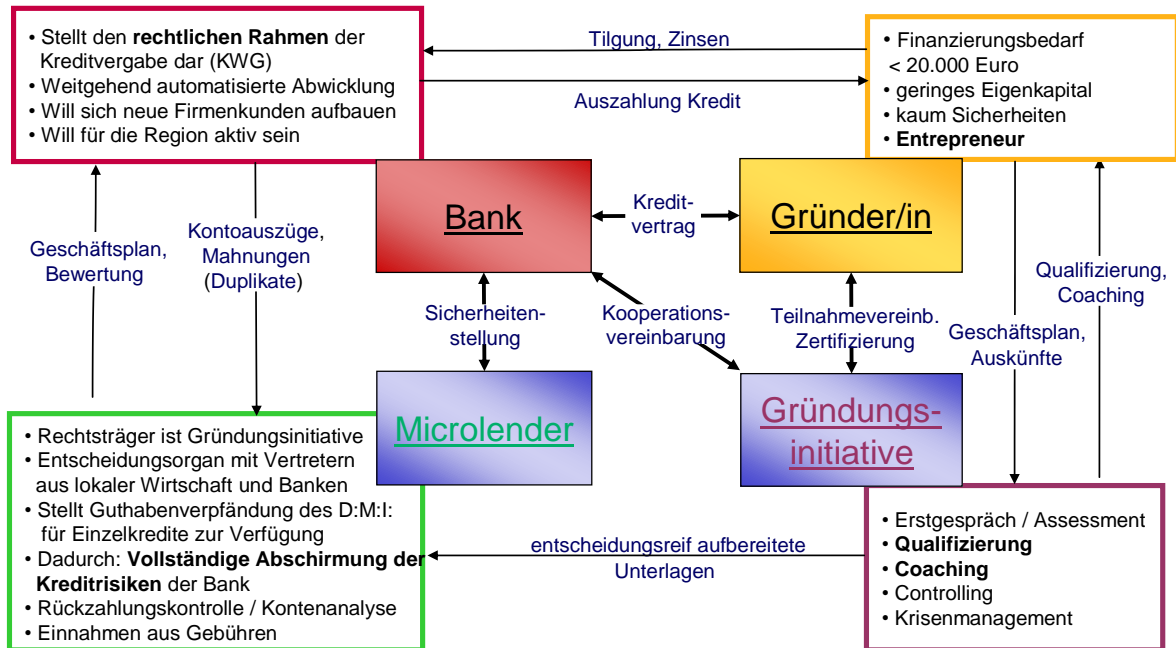 • Stellt den rechtlichen Rahmen der
Kreditvergabe dar (KWG)
• Weitgehend automatisierte Abwicklung
• Will sich neue Firmenkunden aufbauen
• Will für die Region aktiv sein
Tilgung, Zinsen
Auszahlung Kredit
• Finanzierungsbedarf
< 20.000 Euro
• geringes Eigenkapital
• kaum Sicherheiten
• Entrepreneur
Bank
Kredit-
vertrag
Gründer/in
Geschäftsplan,
Bewertung
Kontoauszüge,
Mahnungen
(Duplikate)
Sicherheiten-
stellung
Kooperations-
vereinbarung
Teilnahmevereinb.
Zertifizierung
Qualifizierung,
Coaching
Geschäftsplan,
Auskünfte
Microlender
Gründungs-
initiative
• Rechtsträger ist Gründungsinitiative
• Entscheidungsorgan mit Vertretern
aus lokaler Wirtschaft und Banken
• Stellt Guthabenverpfändung des D:M:I:
für Einzelkredite zur Verfügung
• Dadurch: Vollständige Abschirmung der
Kreditrisiken der Bank
• Rückzahlungskontrolle / Kontenanalyse
• Einnahmen aus Gebühren
entscheidungsreif aufbereitete
Unterlagen
• Erstgespräch / Assessment
• Qualifizierung
• Coaching
• Controlling
• Krisenmanagement